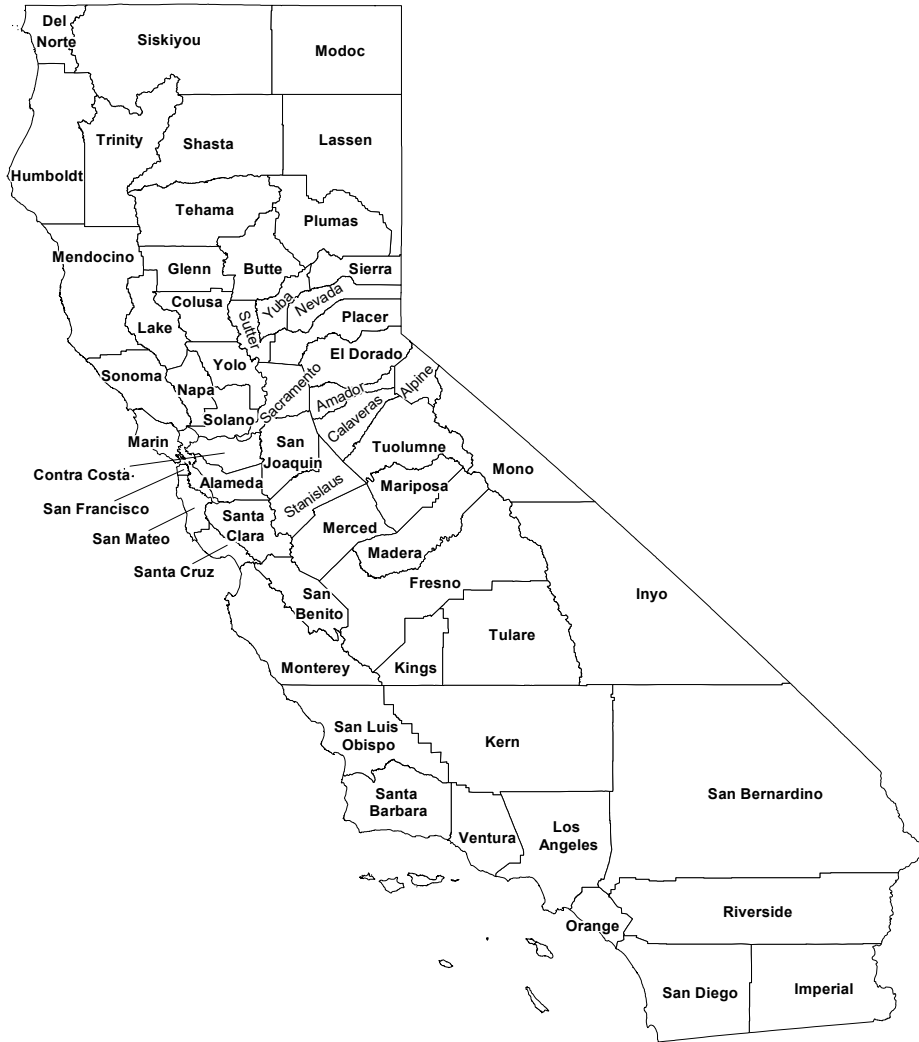 Del
Norte
Siskiyou
Modoc
Trinity
Shasta
Lassen
Humboldt
Tehama
Plumas
Mendocino
Glenn
Butte
Sierra
Colusa
Yuba
Nevada
Sutter
Placer
Lake
El Dorado
Yolo
Sonoma
Napa
Sacramento
Amador
Alpine
Solano
Calaveras
Marin
San
Joaquin
Tuolumne
Contra Costa
Mono
Alameda
Stanislaus
Mariposa
San Francisco
Santa
Clara
Merced
San Mateo
Madera
Santa Cruz
Fresno
San
Benito
Inyo
Tulare
Monterey
Kings
San Luis
Obispo
Kern
Santa
Barbara
San Bernardino
Ventura
Los
Angeles
Orange
Riverside
San Diego
Imperial